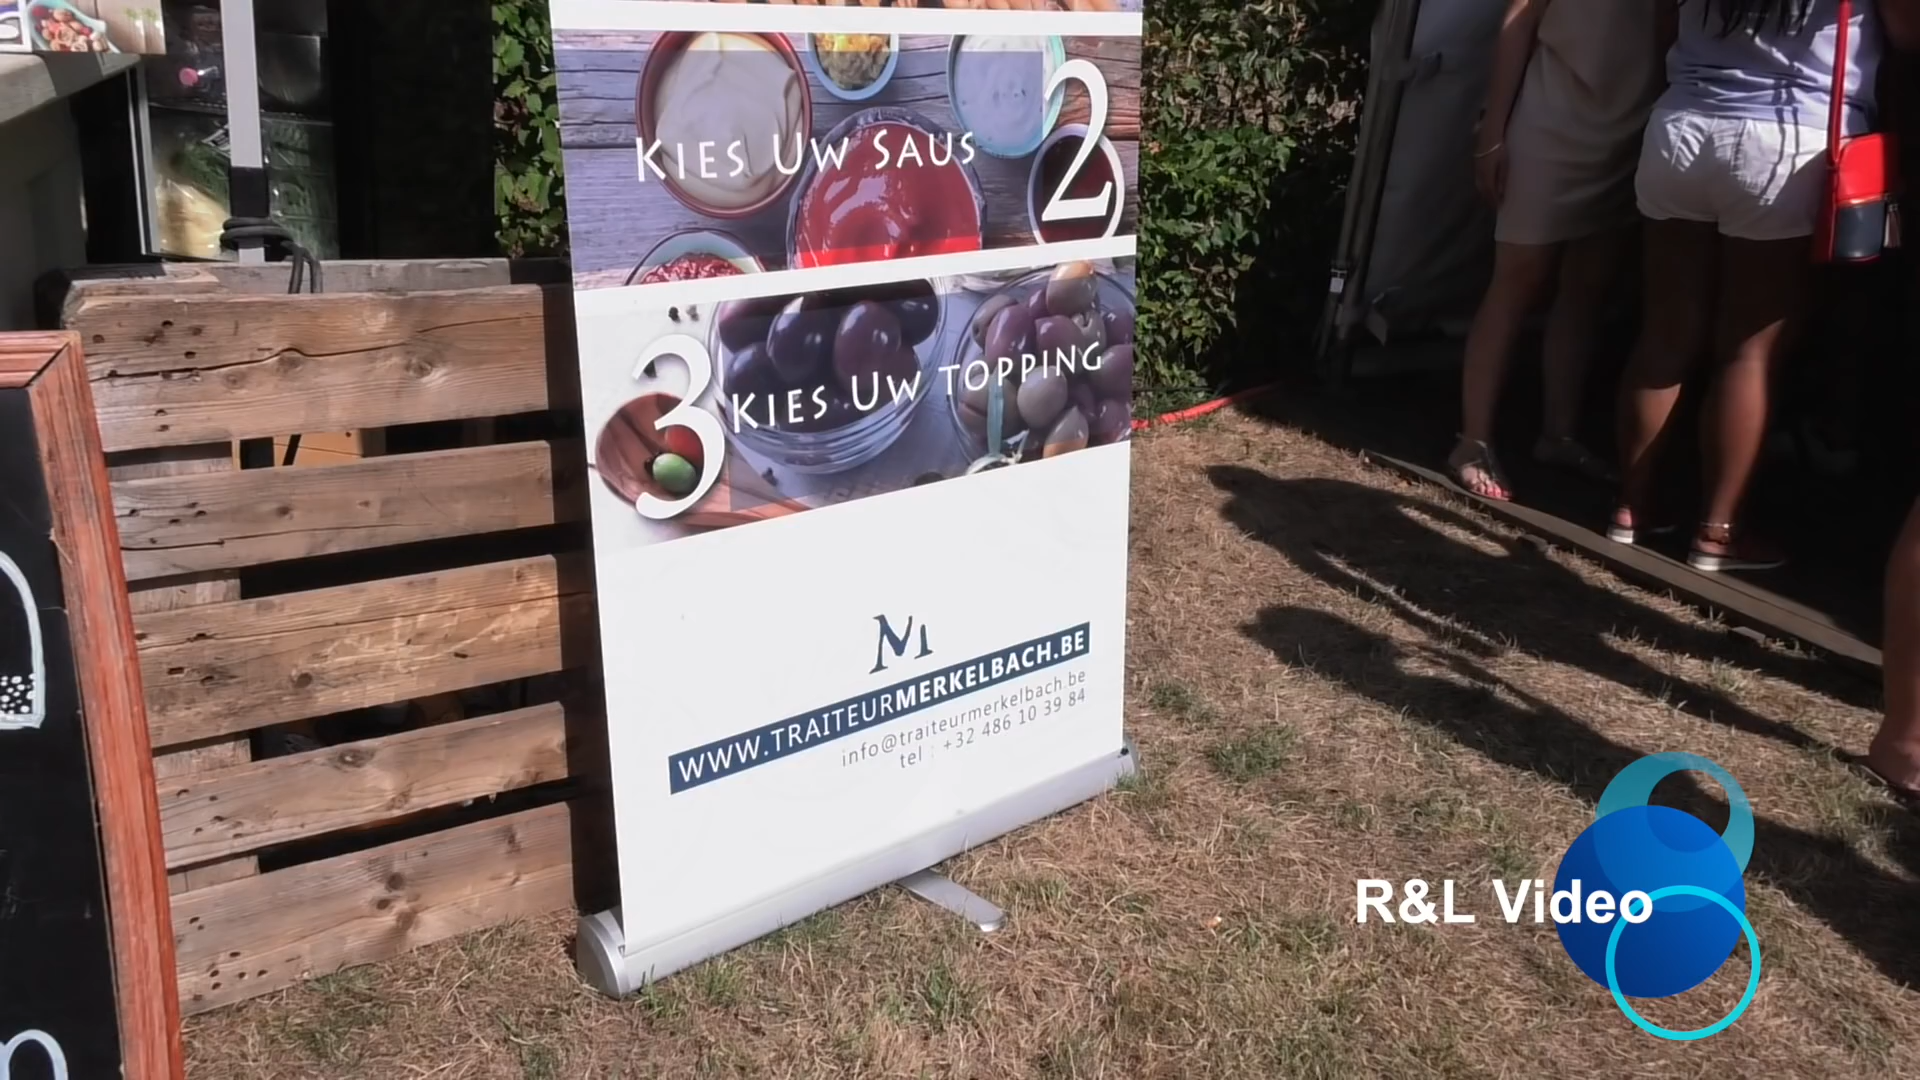 KIES UW SAUS
2
3
KIES UW TOPPING
M
WWW.TRAITEURMERKELBACH.BE
info@traiteurmerkelbach.be
tel : +32 486 10 39 84
R&L Video